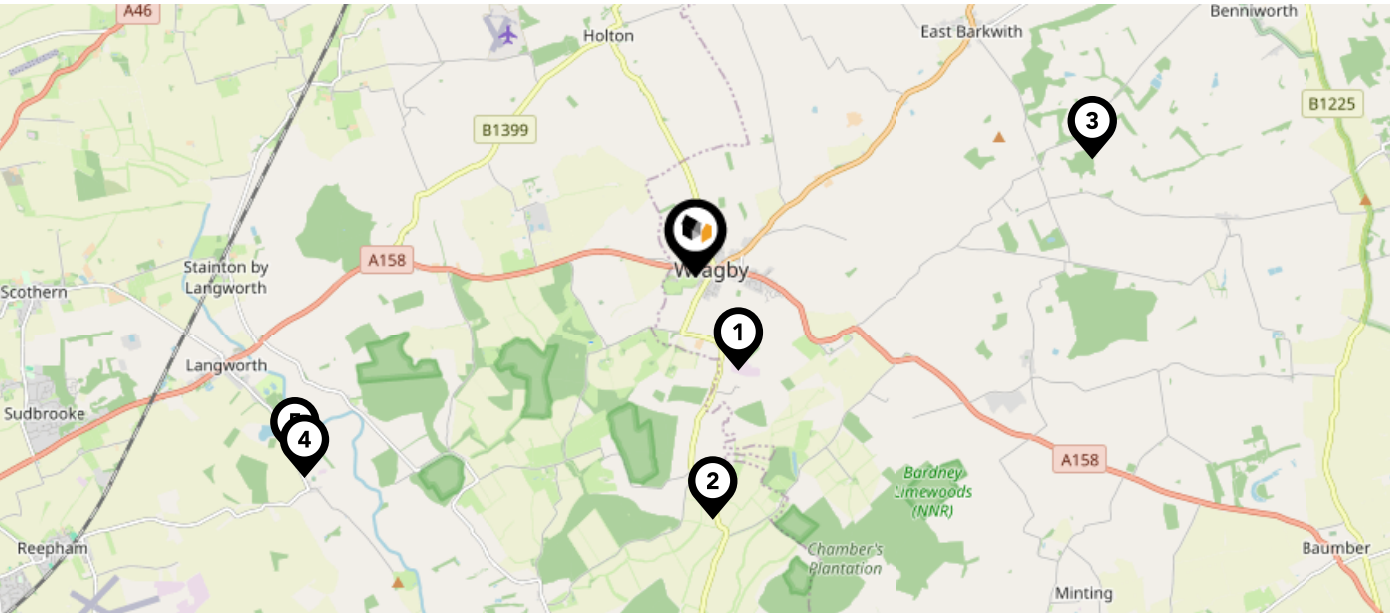 A46
Benniworth
Holton
East Barkwith
B1225
3
B1399
A158
Wragby
Stainton by
Langworth
Scothern
1
Langworth
Sudbrooke
4
A158
2
Bardney
Limewoods
(NNR)
Reepham
Chamber's
Plantation
Baumber
Minting